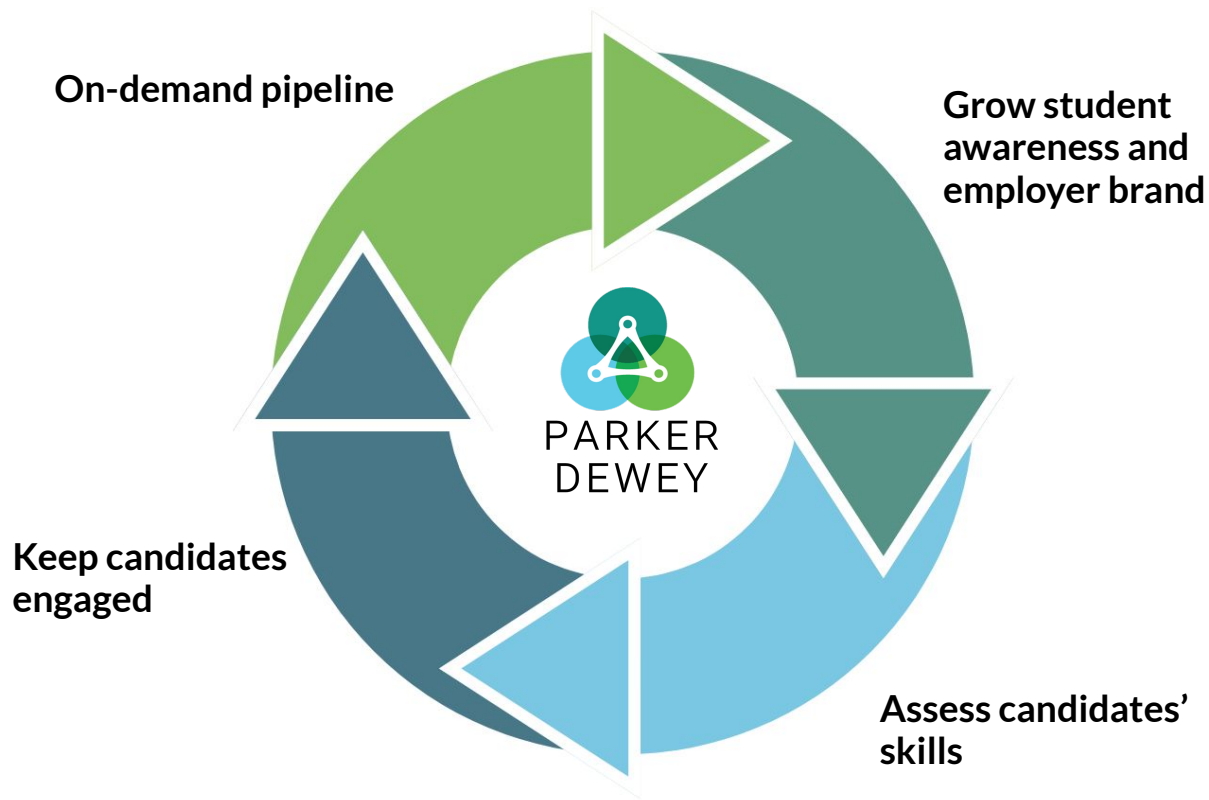 On-demand pipeline
Grow student
awareness and
employer brand
PARKER
DEWEY
Keep candidates
engaged
Assess candidates’
skills